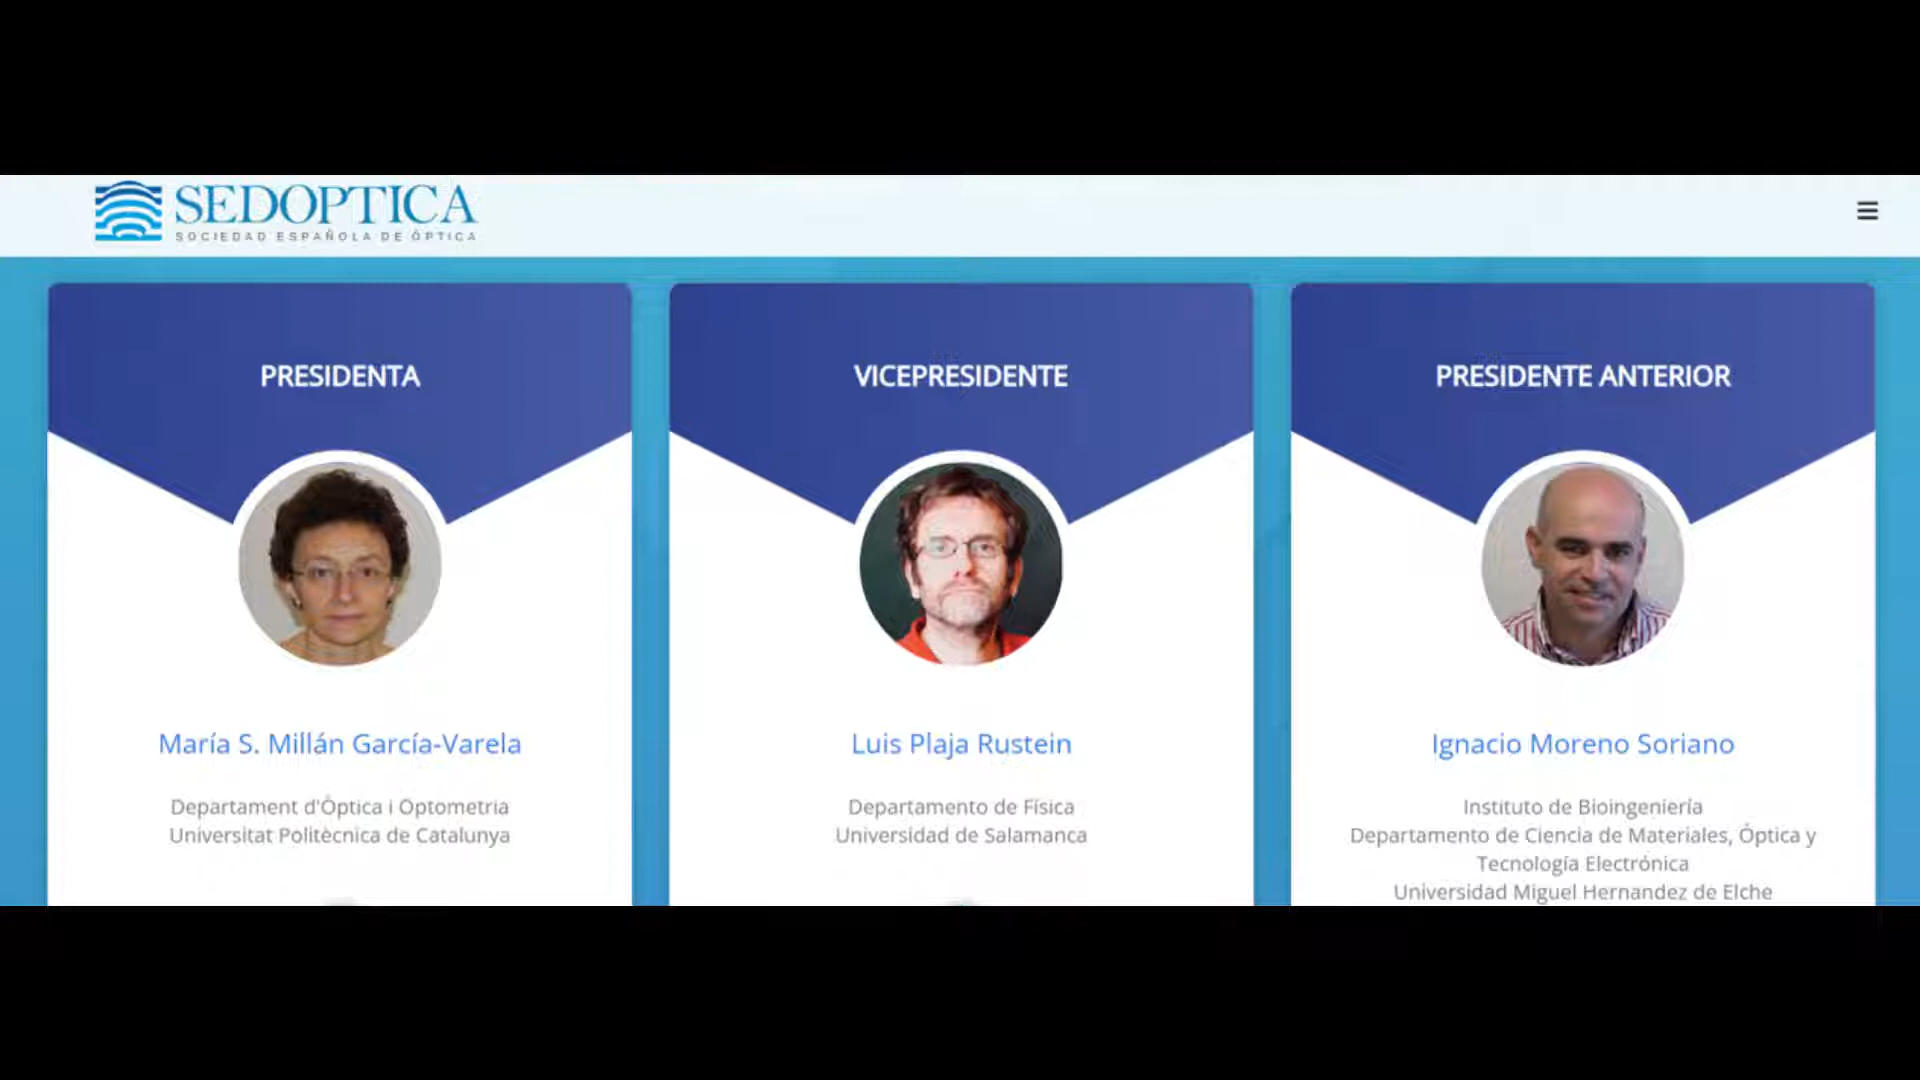 SEDOPTICA
SOCIEDAD ESPAÑOLA DE ÓPTICA
PRESIDENTA
María S. Millán García-Varela
Departament d'Óptica i Optometria
Universitat Politècnica de Catalunya
VICEPRESIDENTE
Luis Plaja Rustein
Departamento de Física
Universidad de Salamanca
PRESIDENTE ANTERIOR
Ignacio Moreno Soriano
Instituto de Bioingeniería
Departamento de Ciencia de Materiales, Óptica y
Tecnología Electrónica
Universidad Miguel Hernandez de Elche